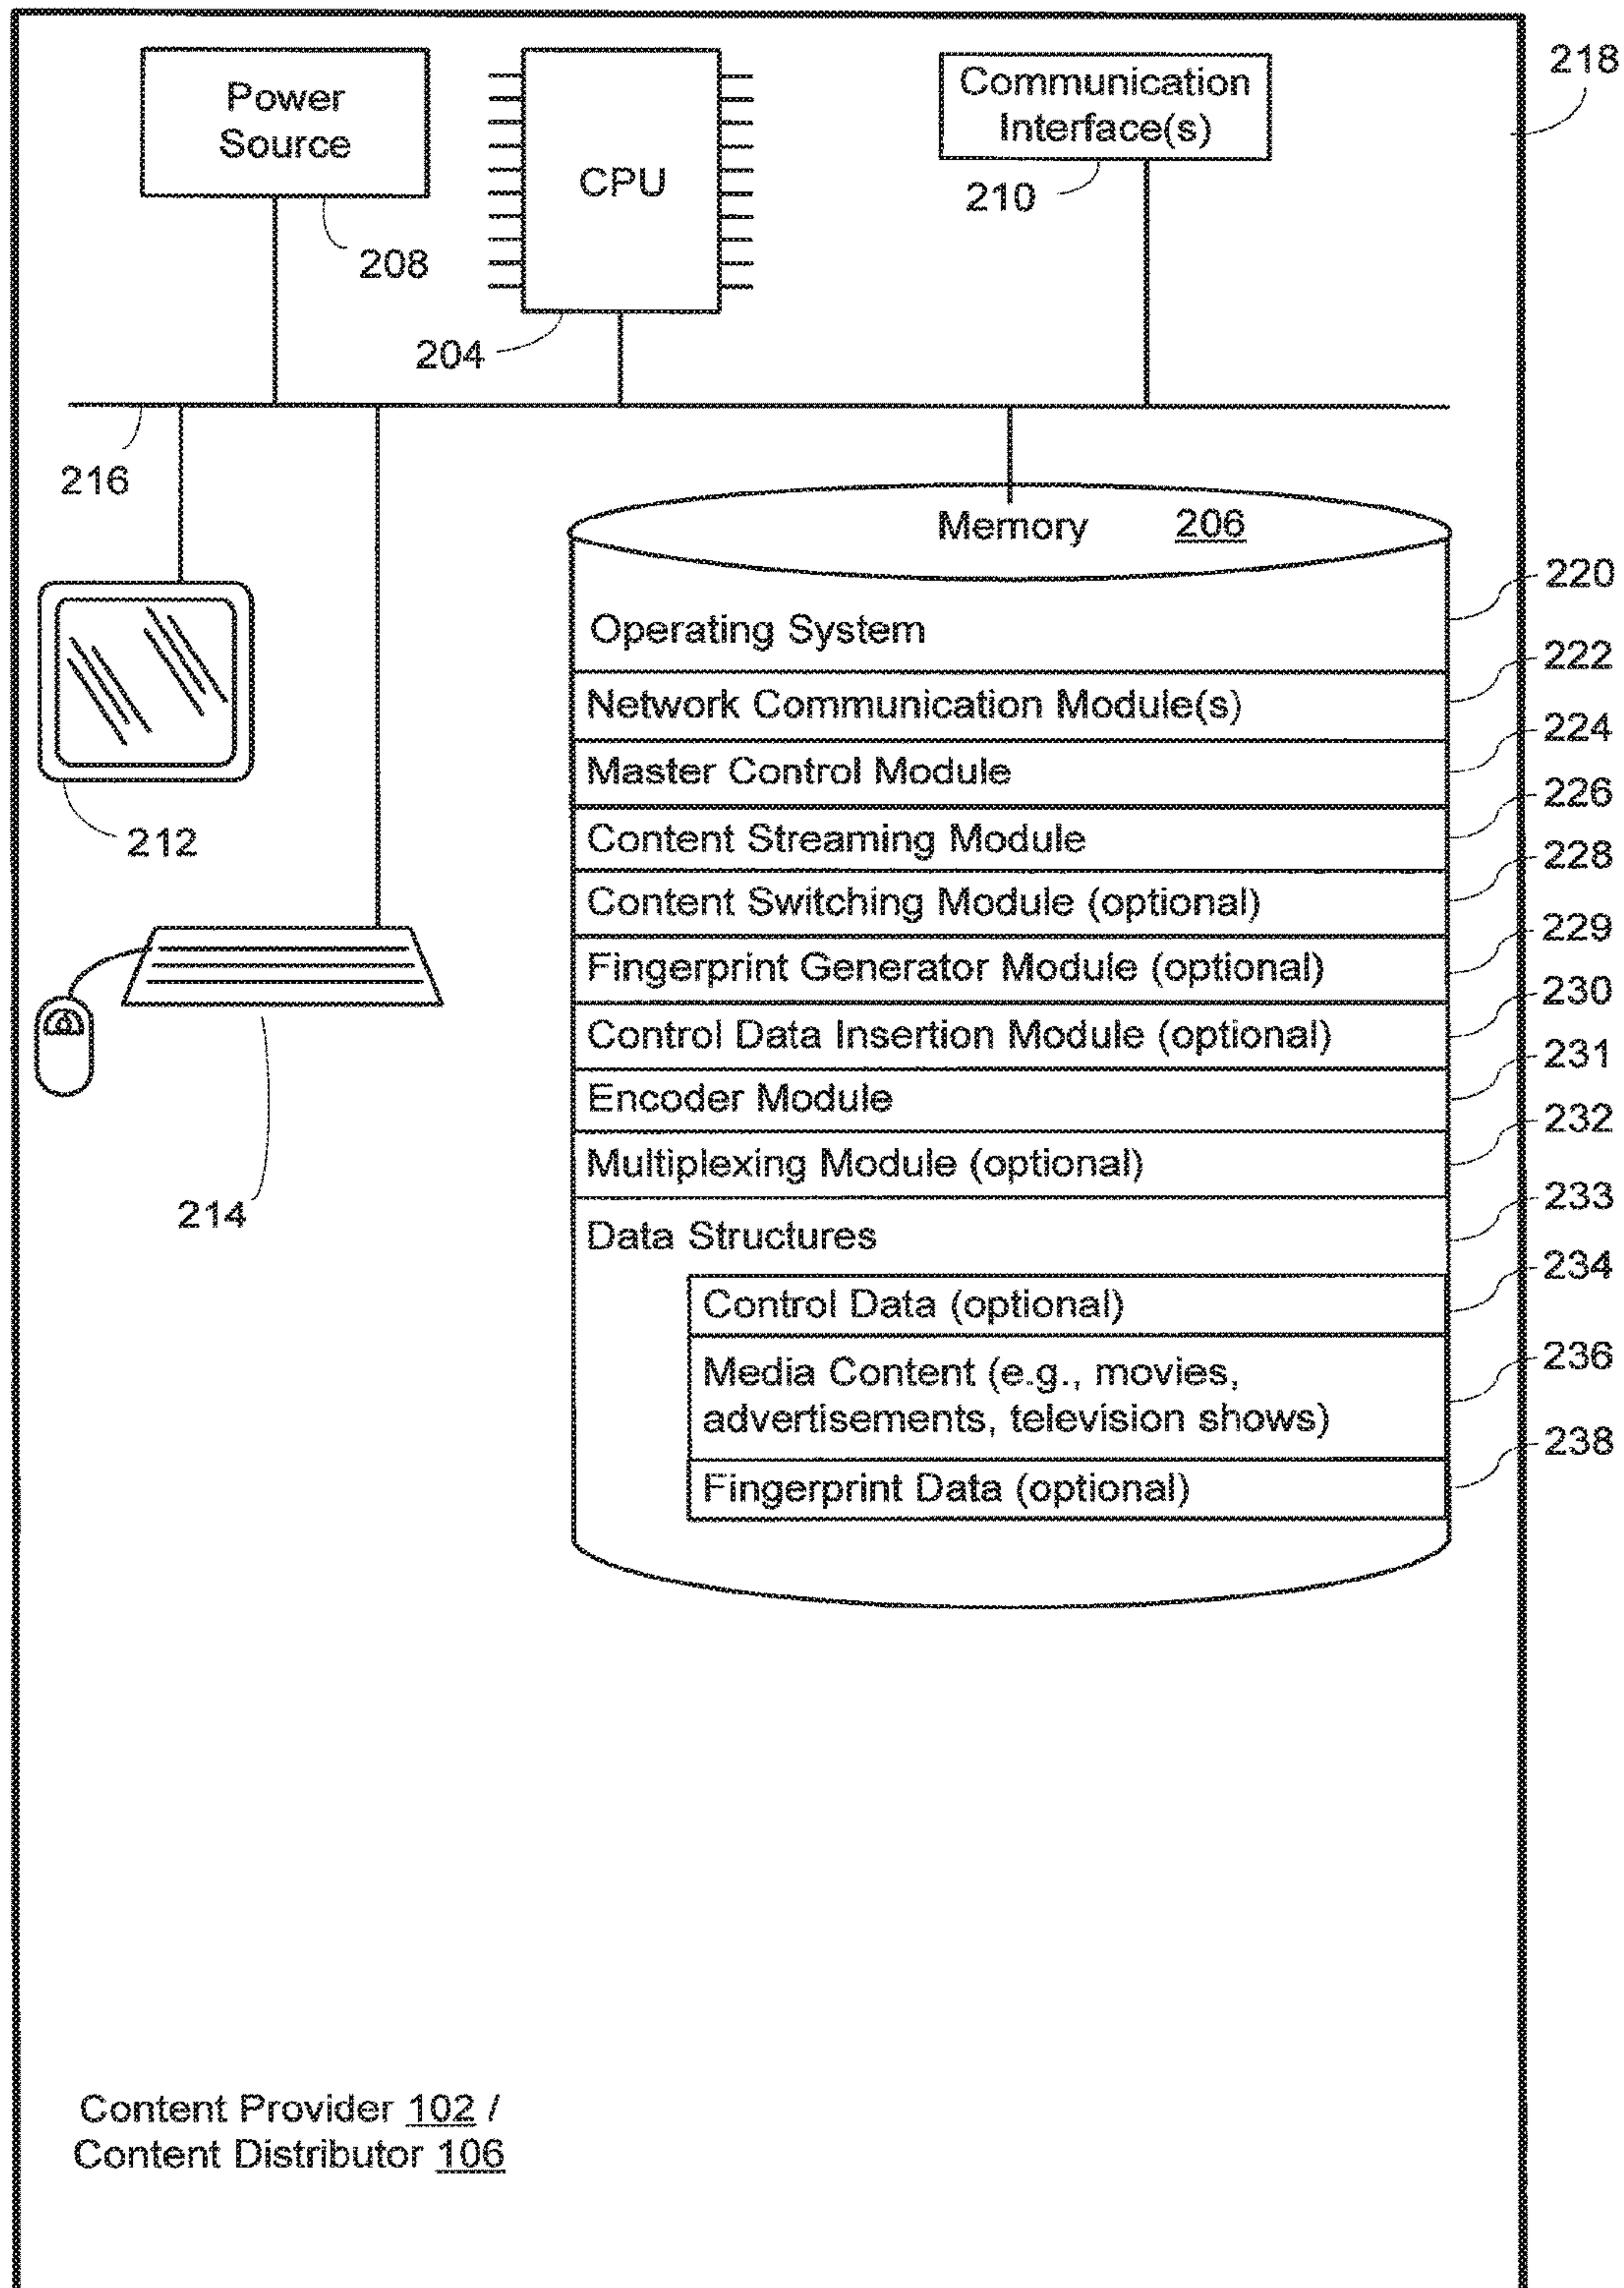 Power
Source
208
CPU
204
Communication
Interface(s)
210
218
216
212
214
Memory 206
Operating System
220
Network Communication Module(s)
222
Master Control Module
224
Content Streaming Module
226
Content Switching Module (optional)
228
Fingerprint Generator Module (optional)
229
Control Data Insertion Module (optional)
230
Encoder Module
231
Multiplexing Module (optional)
232
Data Structures
233
Control Data (optional)
234
Media Content (e.g., movies,
advertisements, television shows)
236
Fingerprint Data (optional)
238
Content Provider 102 /
Content Distributor 106